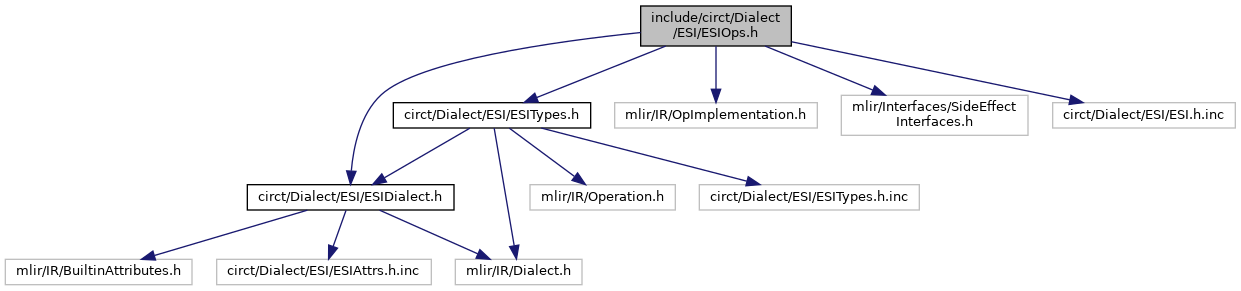 include/circt/Dialect
/ESI/ESIOps.h
circt/Dialect/ESI/ESITypes.h
mlir/IR/OpImplementation.h
mlir/Interfaces/SideEffect
Interfaces.h
circt/Dialect/ESI/ESI.h.inc
circt/Dialect/ESI/ESIDialect.h
mlir/IR/Operation.h
circt/Dialect/ESI/ESITypes.h.inc
mlir/IR/BuiltinAttributes.h
circt/Dialect/ESI/ESIAttrs.h.inc
mlir/IR/Dialect.h